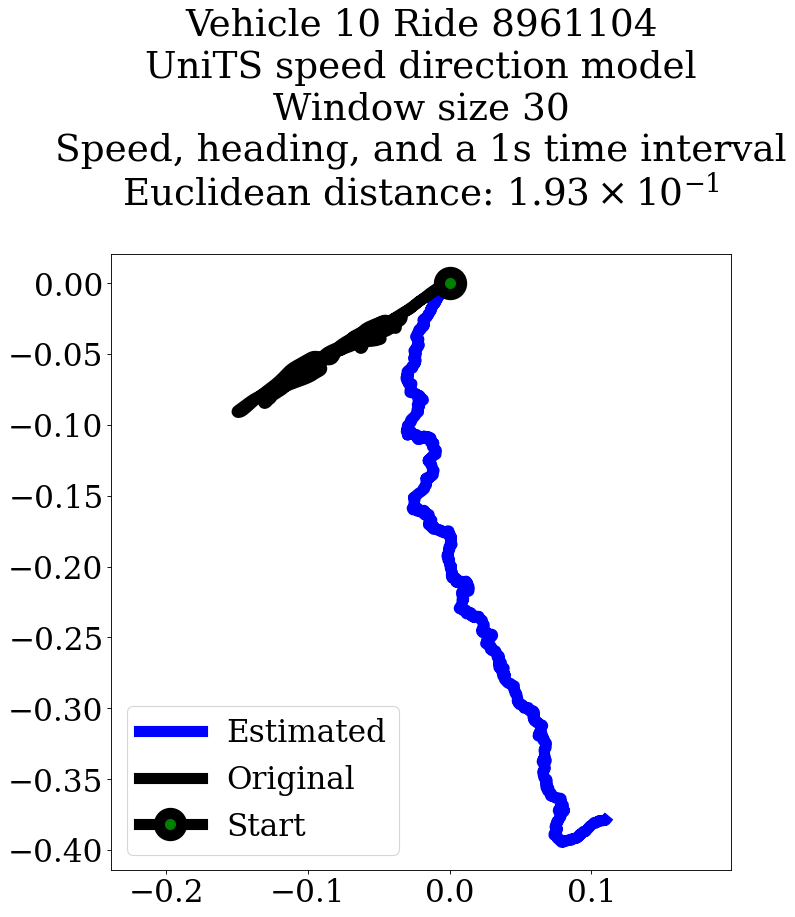 Vehicle 10 Ride 8961104
UniTS speed direction model
Window size 30
Speed, heading, and a 1s time interval
Euclidean distance: 1.93 × 10⁻¹
0.00
−0.05
−0.10
−0.15
−0.20
−0.25
−0.30
−0.35
−0.40
Estimated
Original
Start
−0.2 −0.1 0.0 0.1